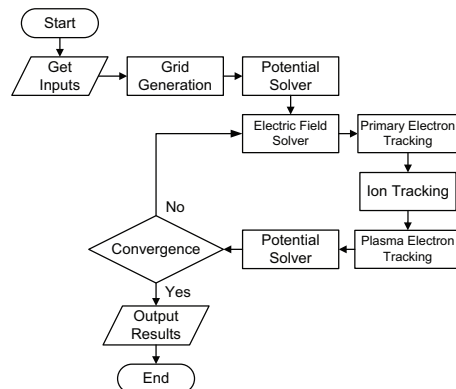 Start
Get
Inputs
Grid
Generation
Potential
Solver
Electric Field
Solver
Primary Electron
Tracking
Ion Tracking
Plasma Electron
Tracking
Potential
Solver
No
Convergence
Yes
Output
Results
End